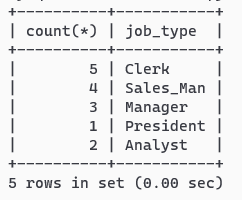 +----------+-----------+
| count(*) | job_type  |
+----------+-----------+
|        5 | Clerk     |
|        4 | Sales_Man |
|        3 | Manager   |
|        1 | President |
|        2 | Analyst   |
+----------+-----------+
5 rows in set (0.00 sec)